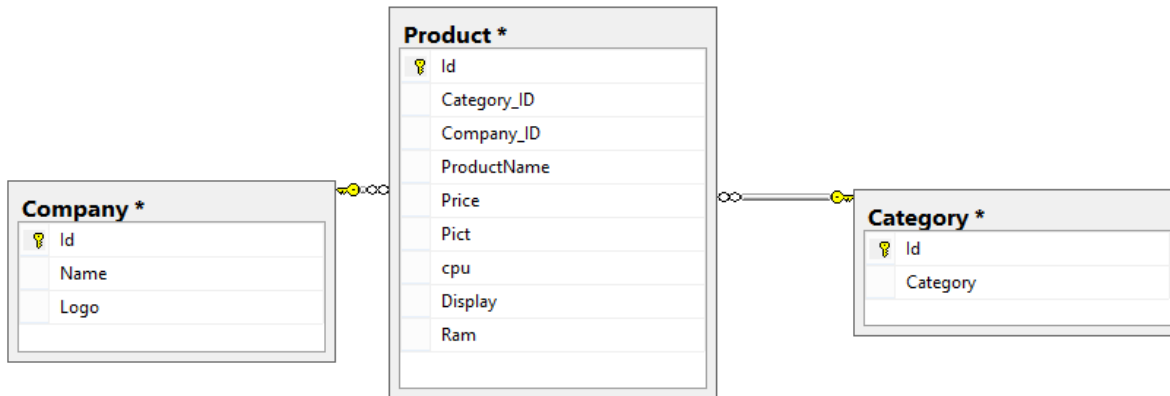 Company *
Id
Name
Logo
Product *
Id
Category_ID
Company_ID
ProductName
Price
Pict
cpu
Display
Ram
Category *
Id
Category